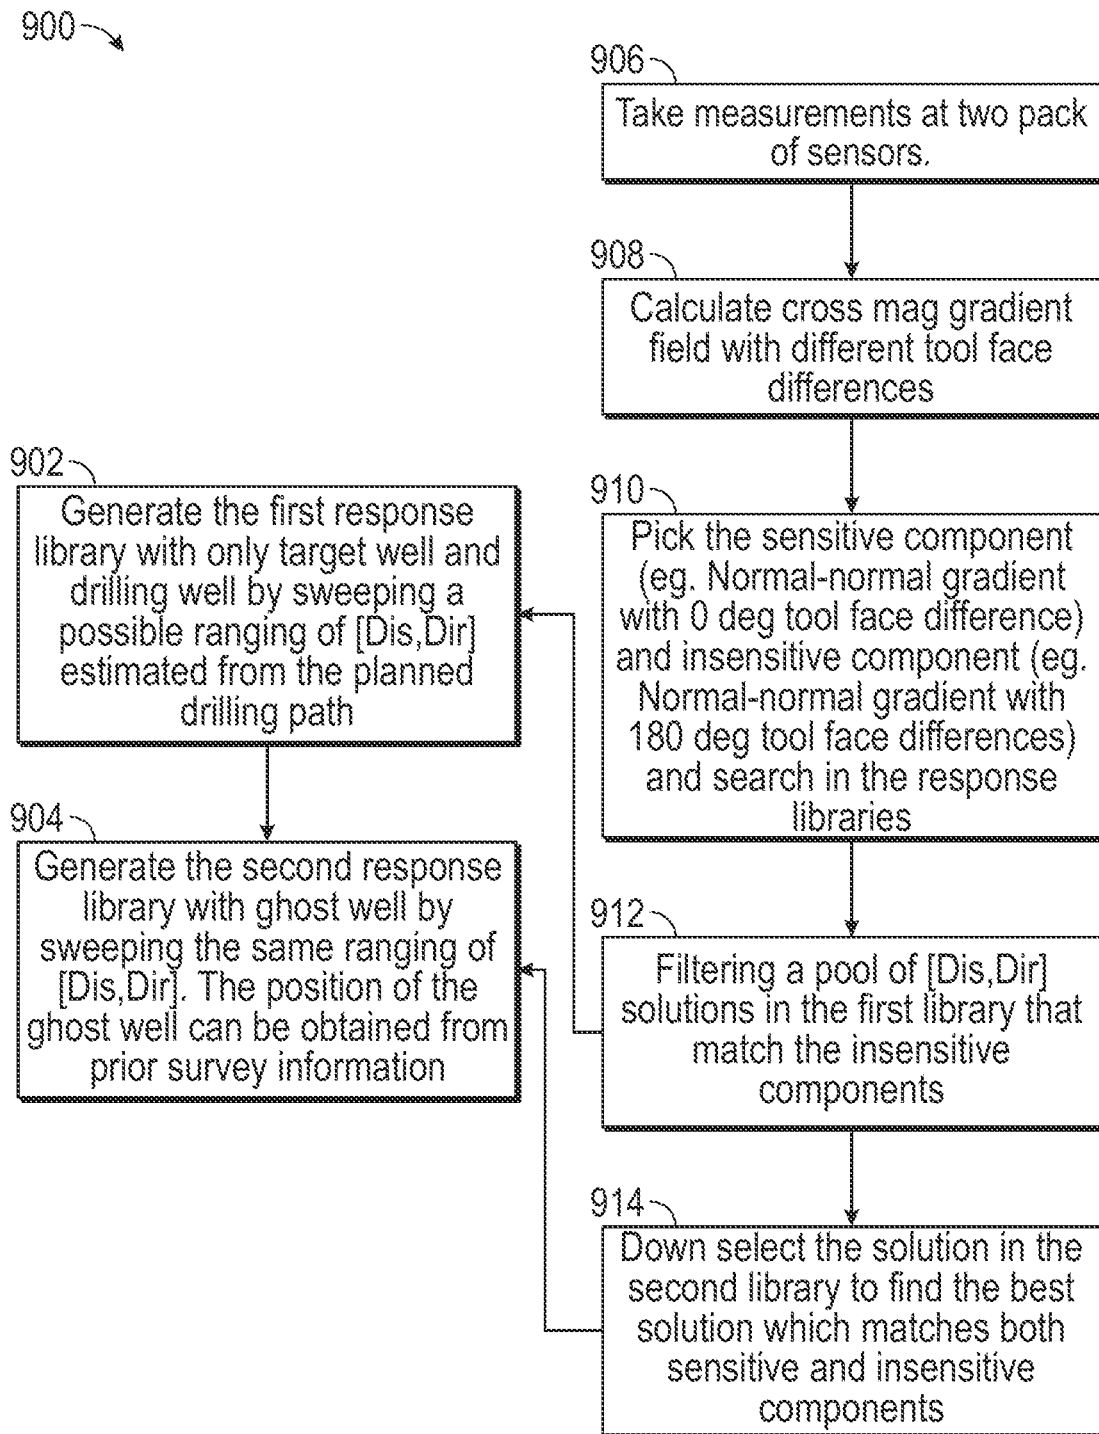 900
906
Take measurements at two pack
of sensors.
908
Calculate cross mag gradient
field with different tool face
differences
902
Generate the first response
library with only target well and
drilling well by sweeping a
possible ranging of [Dis,Dir]
estimated from the planned
drilling path
910
Pick the sensitive component
(eg. Normal-normal gradient
with 0 deg tool face difference)
and insensitive component (eg.
Normal-normal gradient with
180 deg tool face differences)
and search in the response
libraries
904
Generate the second response
library with ghost well by
sweeping the same ranging of
[Dis,Dir]. The position of the
ghost well can be obtained from
prior survey information
912
Filtering a pool of [Dis,Dir]
solutions in the first library that
match the insensitive
components
914
Down select the solution in the
second library to find the best
solution which matches both
sensitive and insensitive
components